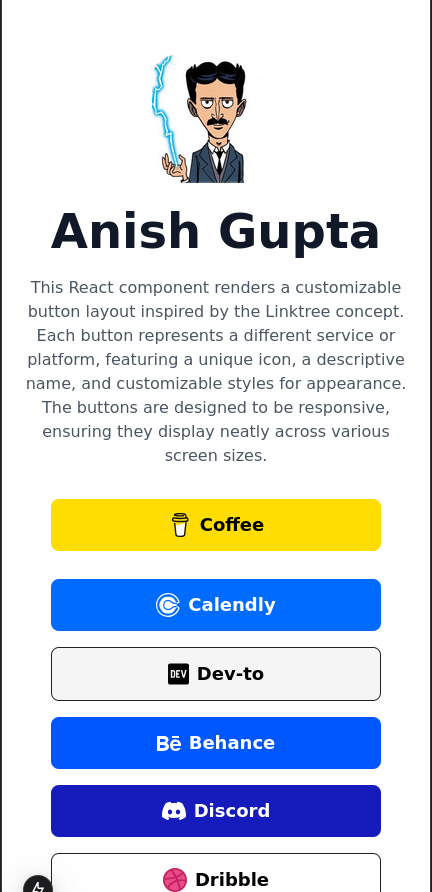 Anish Gupta
This React component renders a customizable
button layout inspired by the Linktree concept.
Each button represents a different service or
platform, featuring a unique icon, a descriptive
name, and customizable styles for appearance.
The buttons are designed to be responsive,
ensuring they display neatly across various
screen sizes.
Coffee
Calendly
DEV Dev-to
Bē Behance
Discord
Dribble